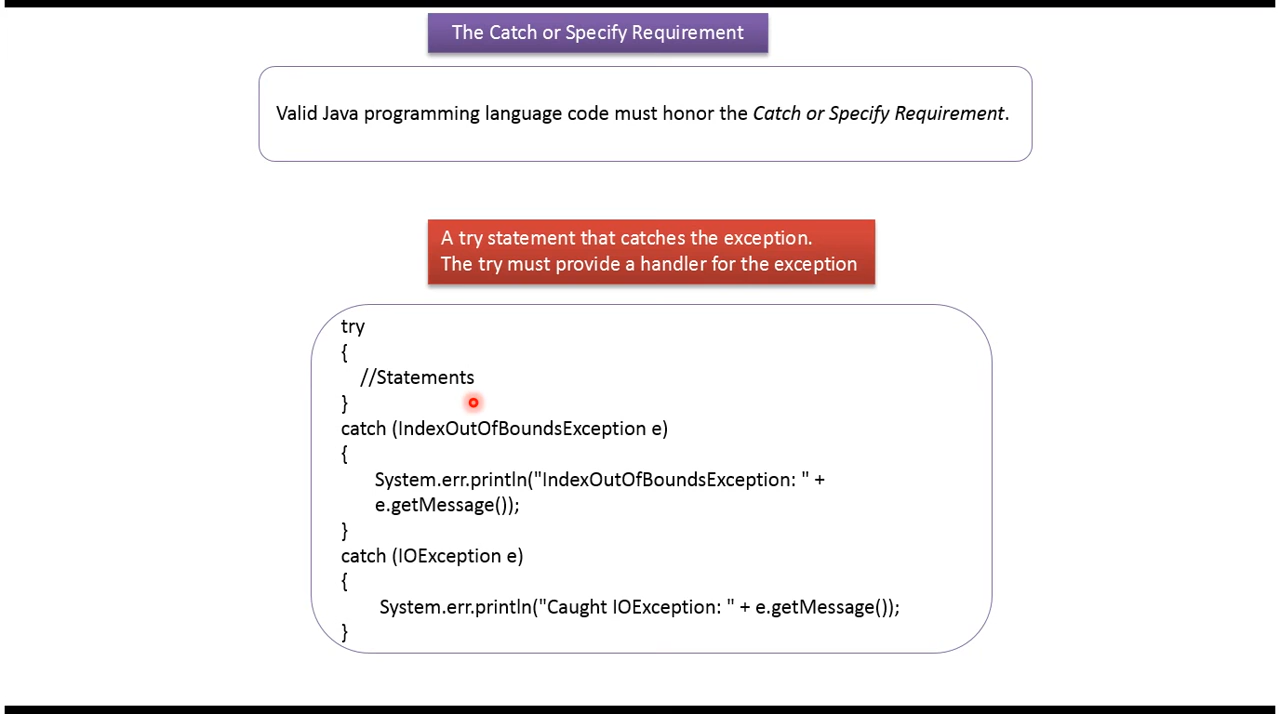 The Catch or Specify Requirement
Valid Java programming language code must honor the Catch or Specify Requirement.
A try statement that catches the exception.
The try must provide a handler for the exception
try
{
//Statements
}
catch (IndexOutOfBoundsException e)
{
System.err.println("IndexOutOfBoundsException: " +
e.getMessage());
}
catch (IOException e)
{
System.err.println("Caught IOException: " + e.getMessage());
}